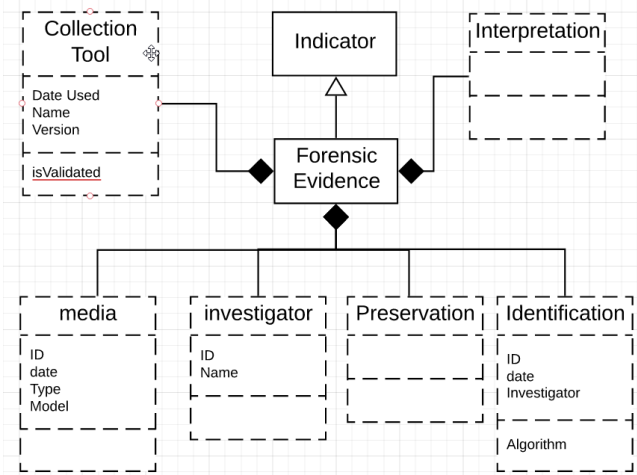 Collection
Tool
Date Used
Name
Version
isValidated
Indicator
Interpretation
Forensic
Evidence
media
ID
date
Type
Model
investigator
ID
Name
Preservation
Identification
ID
date
Investigator
Algorithm